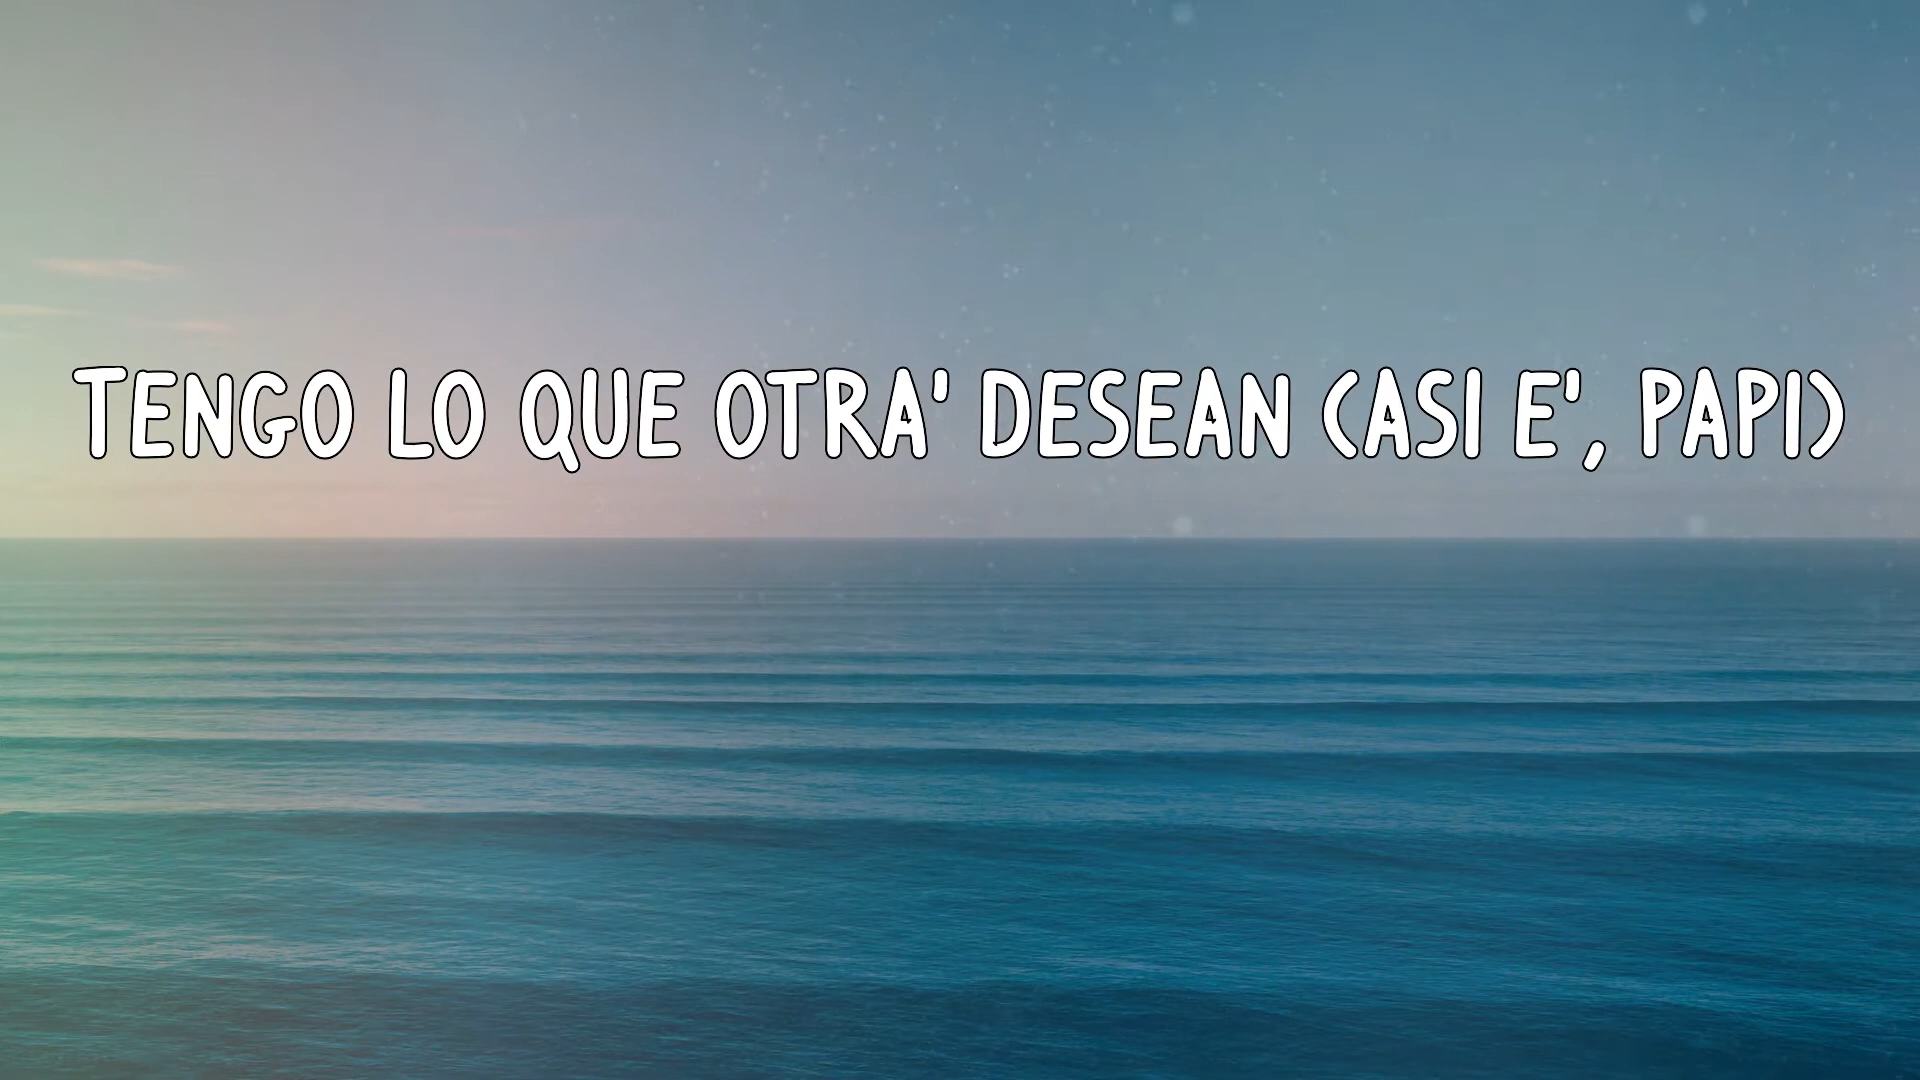 TENGO LO QUE OTRA' DESEAN (ASI E', PAPI)